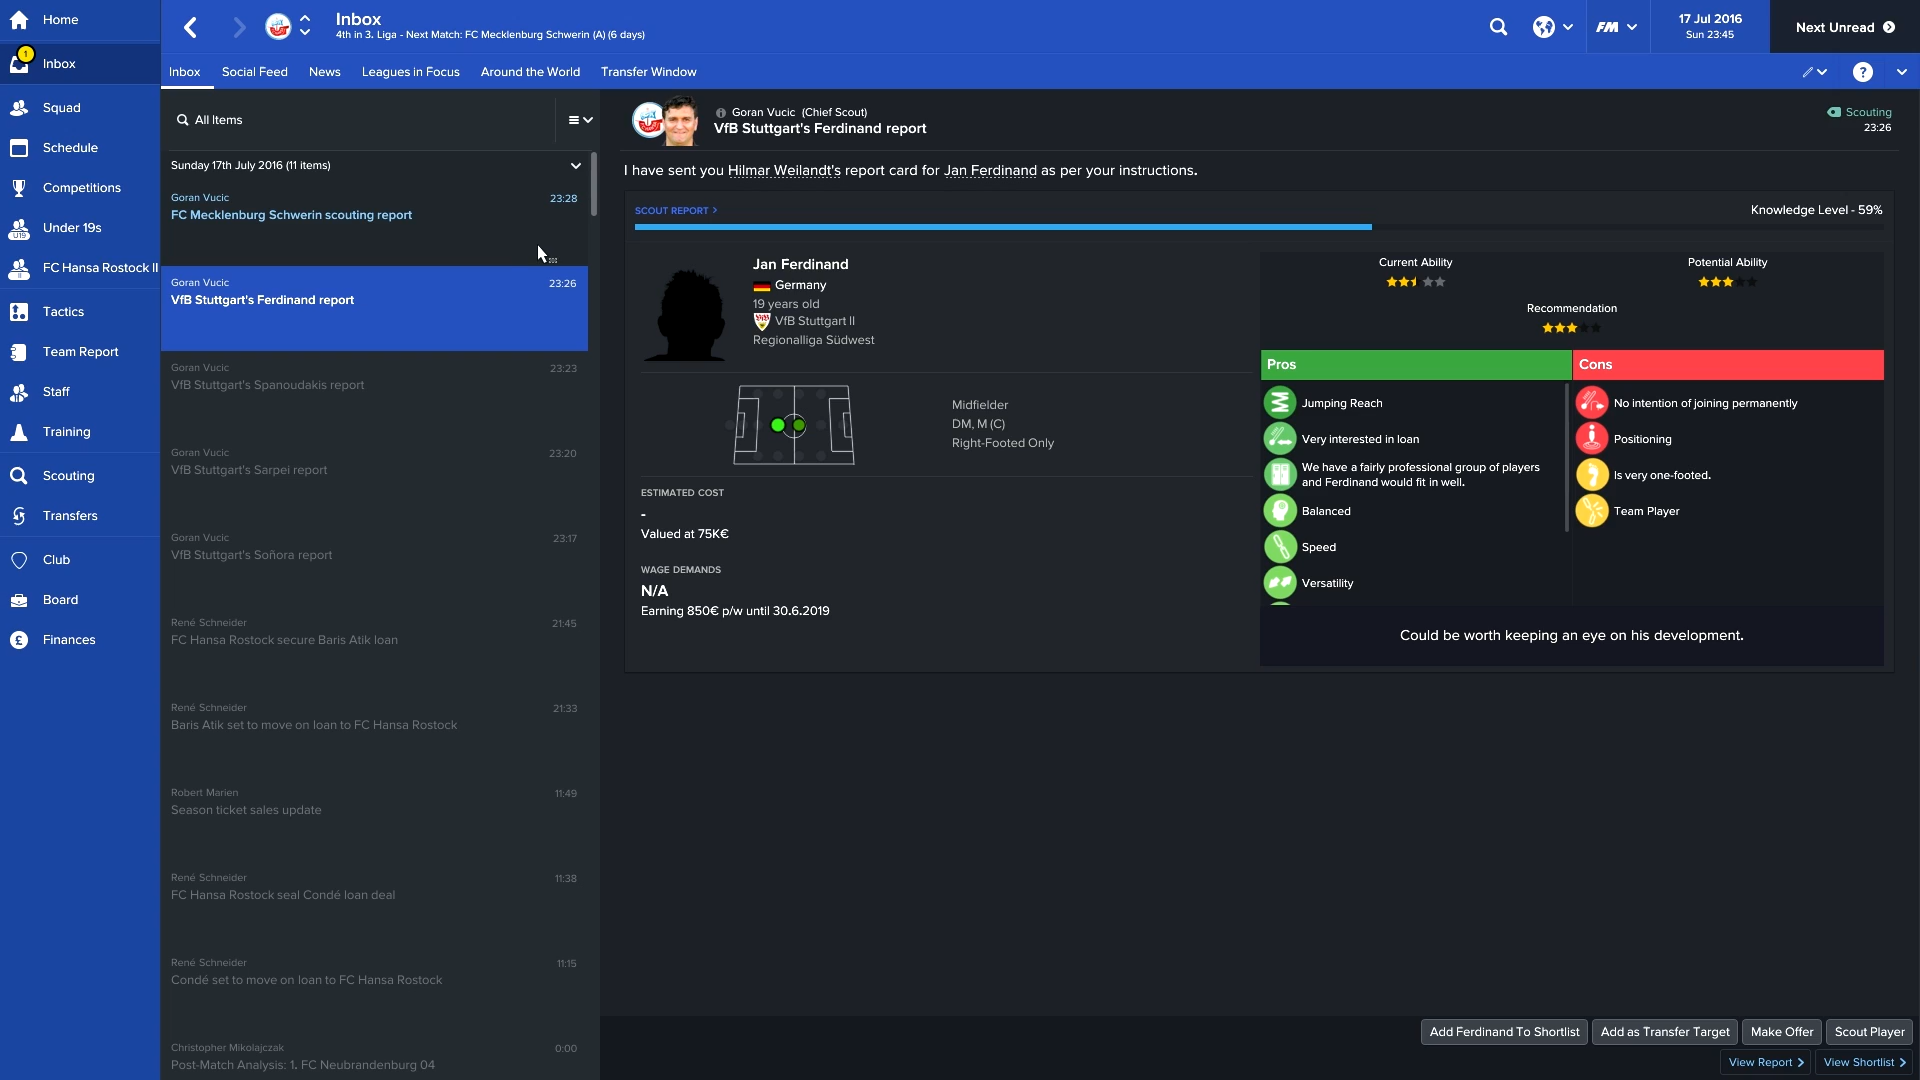 Home
1
Inbox
Squad
Schedule
Competitions
U19
Under 19s
II
FC Hansa Rostock II
Tactics
Team Report
Staff
Training
Scouting
Transfers
Club
Board
£
Finances
Inbox
4th in 3. Liga - Next Match: FC Mecklenburg Schwerin (A) (6 days)
FM
17 Jul 2016
Sun 23:45
Next Unread
Inbox
Social Feed
News
Leagues in Focus
Around the World
Transfer Window
?
All Items
Sunday 17th July 2016 (11 items)
Goran Vucic 23:28
FC Mecklenburg Schwerin scouting report
Goran Vucic 23:26
VfB Stuttgart's Ferdinand report
Goran Vucic 23:23
VfB Stuttgart's Spanoudakis report
Goran Vucic 23:20
VfB Stuttgart's Sarpei report
Goran Vucic 23:17
VfB Stuttgart's Soñora report
René Schneider 21:45
FC Hansa Rostock secure Baris Atik loan
René Schneider 21:33
Baris Atik set to move on loan to FC Hansa Rostock
Robert Marien 11:49
Season ticket sales update
René Schneider 11:38
FC Hansa Rostock seal Condé loan deal
René Schneider 11:15
Condé set to move on loan to FC Hansa Rostock
Christopher Mikolajczak 0:00
Post-Match Analysis: 1. FC Neubrandenburg 04
Goran Vucic (Chief Scout)
VfB Stuttgart's Ferdinand report
Scouting
23:26
I have sent you Hilmar Weilandt's report card for Jan Ferdinand as per your instructions.
SCOUT REPORT >
Knowledge Level - 59%
Jan Ferdinand
Germany
19 years old
VfB Stuttgart II
Regionalliga Südwest
Midfielder
DM, M (C)
Right-Footed Only
ESTIMATED COST
-
Valued at 75K€
WAGE DEMANDS
N/A
Earning 850€ p/w until 30.6.2019
Current Ability
Potential Ability
Recommendation
Pros
Jumping Reach
Very interested in loan
We have a fairly professional group of players
and Ferdinand would fit in well.
Balanced
Speed
Versatility
Cons
No intention of joining permanently
Positioning
Is very one-footed.
Team Player
Could be worth keeping an eye on his development.
Add Ferdinand To Shortlist
Add as Transfer Target
Make Offer
Scout Player
View Report >
View Shortlist >